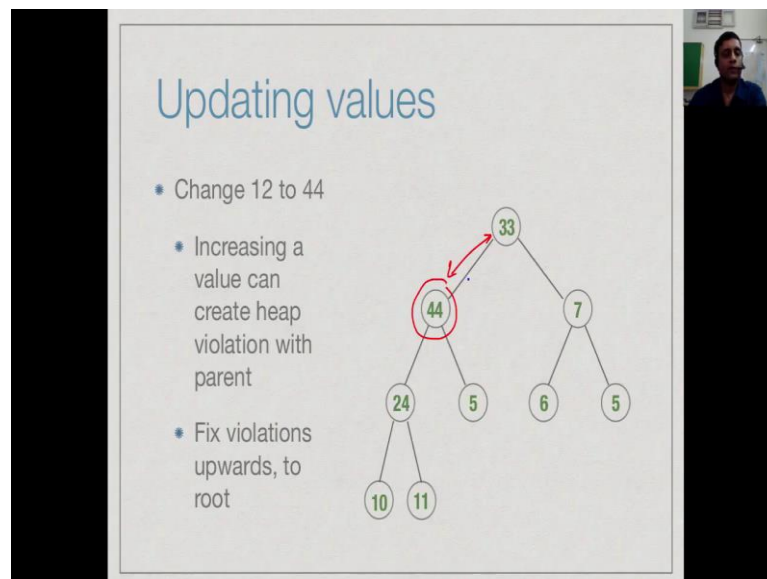 Updating values
Change 12 to 44
Increasing a
value can
create heap
violation with
parent
Fix violations
upwards, to
root
33
44
7
24
5
6
5
10
11